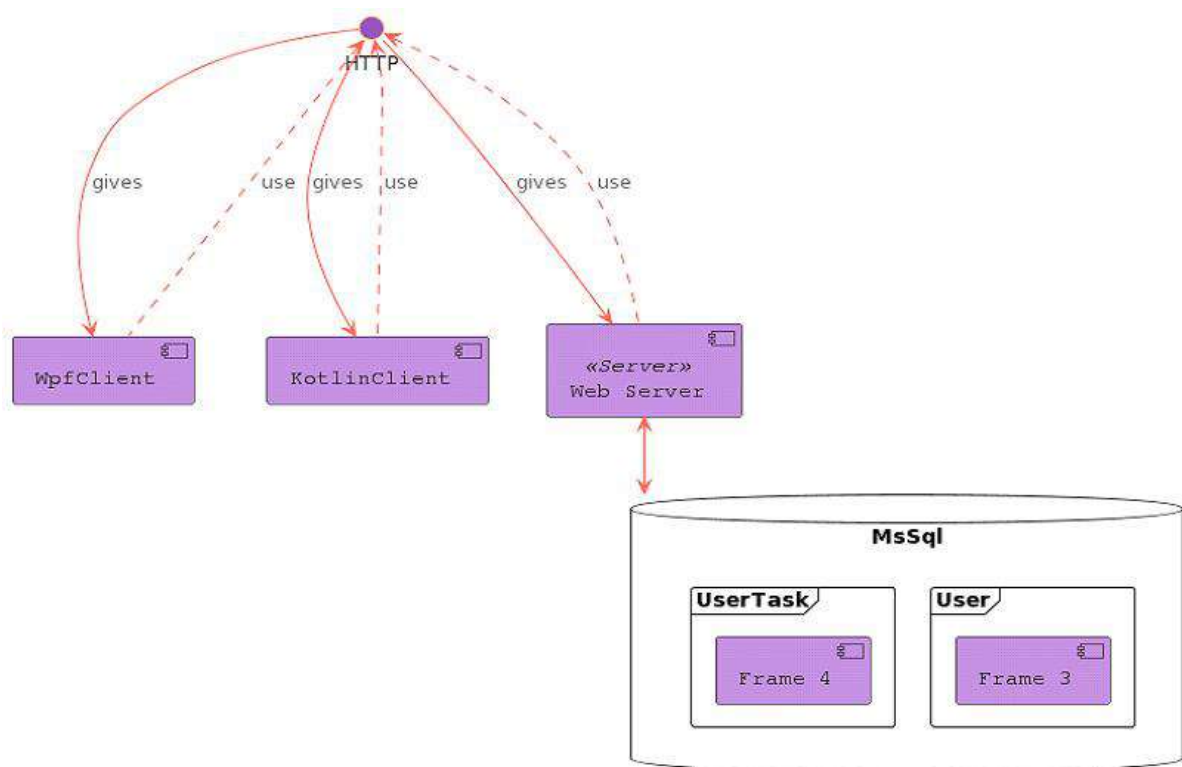 HTTP
gives
use
gives
use
gives
use
WpfClient
KotlinClient
«Server»
Web Server
MsSql
UserTask
User
Frame 4
Frame 3